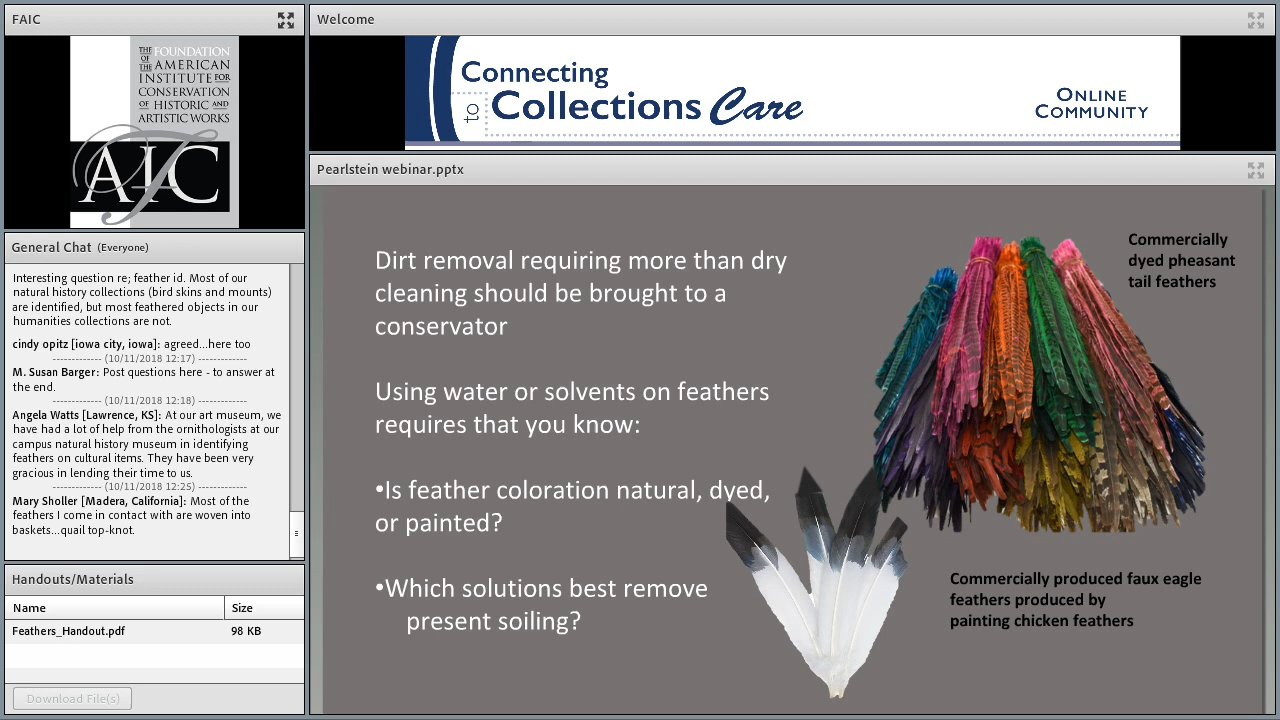 FAIC
THE FOUNDATION
OF THE AMERICAN
INSTITUTE FOR
CONSERVATION
OF HISTORIC AND
ARTISTIC WORKS
AIC
Welcome
Connecting
to Collections Care
ONLINE
COMMUNITY
General Chat (Everyone)
Interesting question re; feather id. Most of our
natural history collections (bird skins and mounts)
are identified, but most feathered objects in our
humanities collections are not.
cindy opitz [iowa city, iowa]: agreed...here too
------------ (10/11/2018 12:17) ------------
M. Susan Barger: Post questions here - to answer at
the end.
------------ (10/11/2018 12:18) ------------
Angela Watts [Lawrence, KS]: At our art museum, we
have had a lot of help from the ornithologists at our
campus natural history museum in identifying
feathers on cultural items. They have been very
gracious in lending their time to us.
------------ (10/11/2018 12:25) ------------
Mary Sholler [Madera, California]: Most of the
feathers I come in contact with are woven into
baskets...quail top-knot.
Handouts/Materials
Name Size
Feathers_Handout.pdf 98 KB
Download File(s)
Pearlstein webinar.pptx
Dirt removal requiring more than dry
cleaning should be brought to a
conservator
Using water or solvents on feathers
requires that you know:
•Is feather coloration natural, dyed,
or painted?
•Which solutions best remove
present soiling?
Commercially
dyed pheasant
tail feathers
Commercially produced faux eagle
feathers produced by
painting chicken feathers